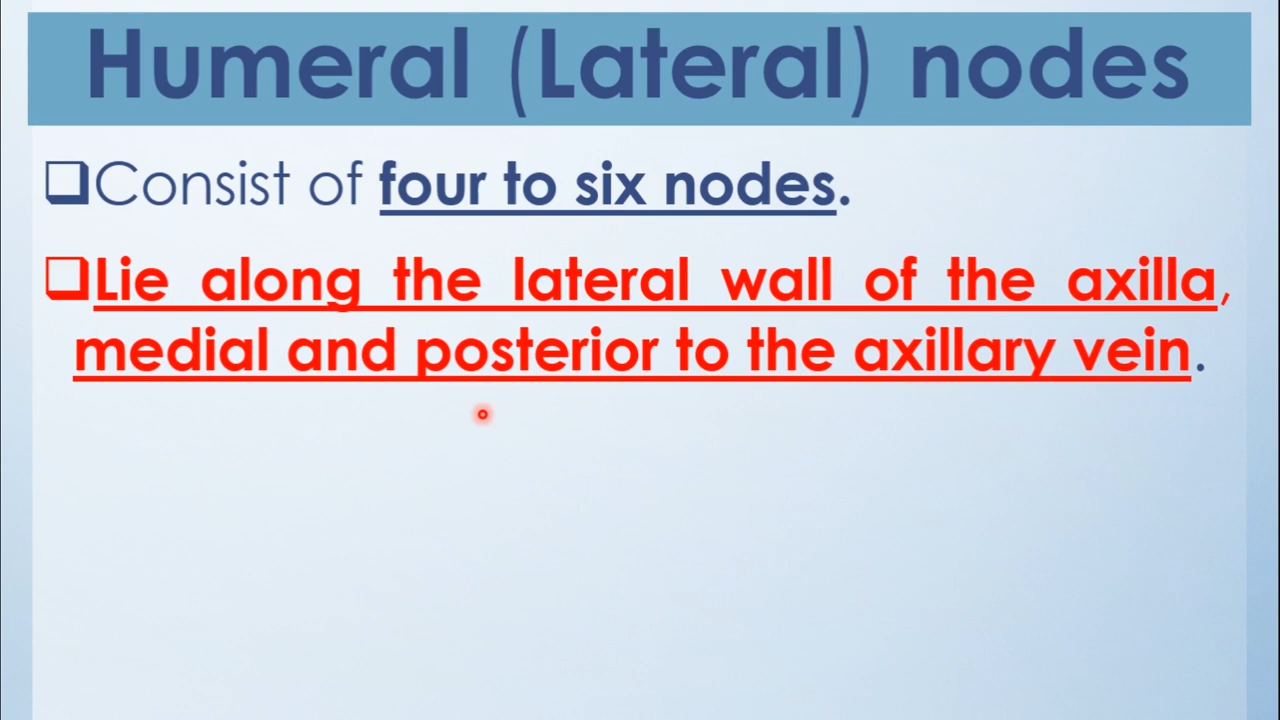 Humeral (Lateral) nodes
❑Consist of four to six nodes.
❑Lie along the lateral wall of the axilla,
medial and posterior to the axillary vein.